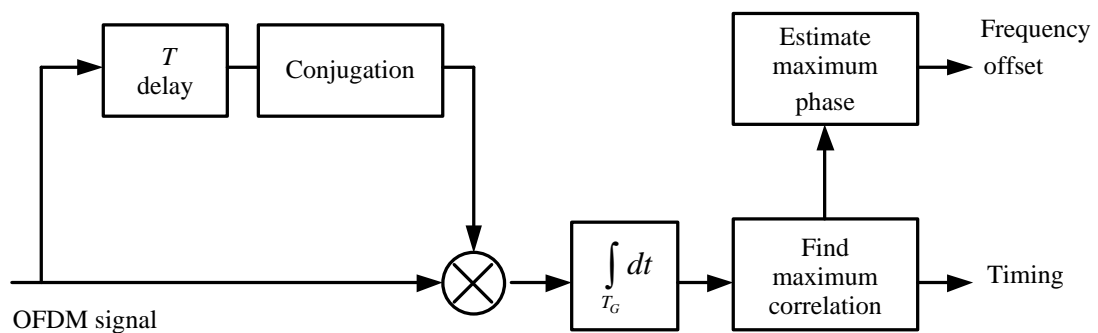 T
delay
Conjugation
OFDM signal
∫ dt
T_G
Find
maximum
correlation
Timing
Estimate
maximum
phase
Frequency
offset